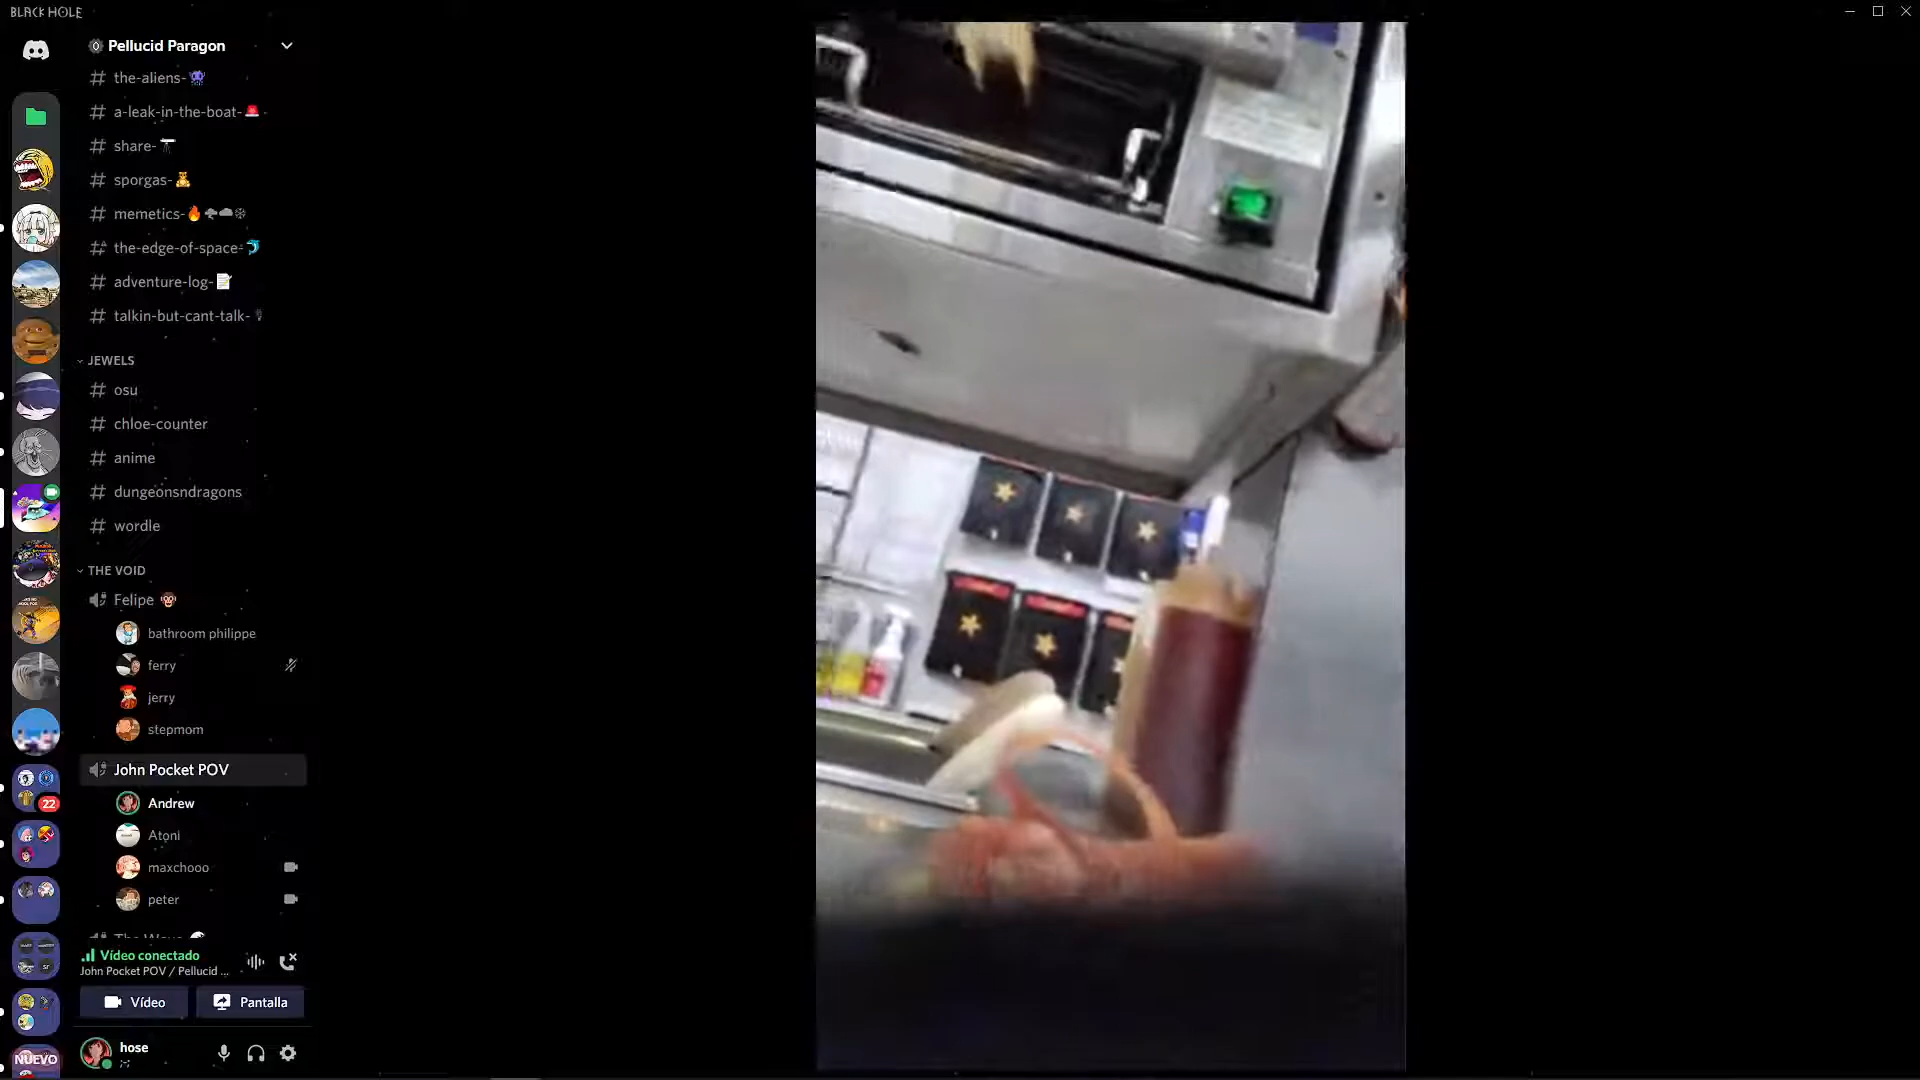 BLACK HOLE
Pellucid Paragon
the-aliens-👾
a-leak-in-the-boat-🚨
share-🔭
sporgas-🧸
memetics-🔥🌩️☁️❄️
the-edge-of-space-🐬
adventure-log-📝
talkin-but-cant-talk-
JEWELS
osu
chloe-counter
anime
dungeonsndragons
wordle
THE VOID
Felipe 🐵
bathroom philippe
ferry
jerry
stepmom
John Pocket POV
Andrew
Atoni
maxchooo
peter
22
Vídeo conectado
John Pocket POV / Pellucid ...
Vídeo
Pantalla
NUEVO
hose